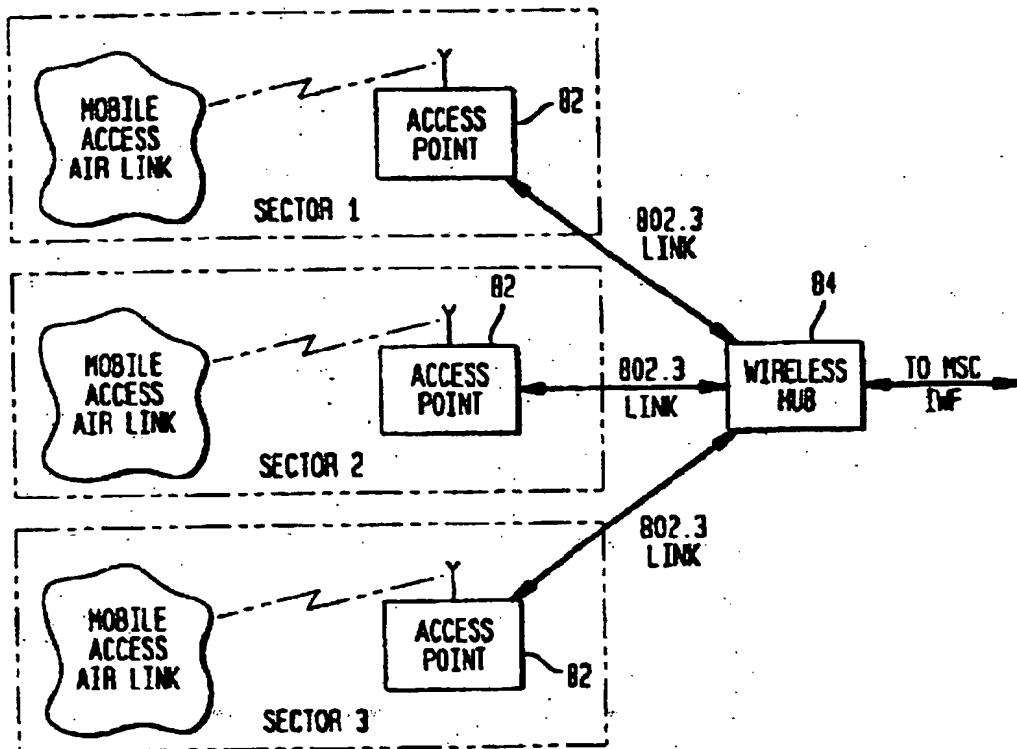 MOBILE
ACCESS
AIR LINK
ACCESS
POINT
82
SECTOR 1
802.3
LINK
MOBILE
ACCESS
AIR LINK
ACCESS
POINT
82
SECTOR 2
802.3
LINK
84
WIRELESS
HUB
TO MSC
IWF
MOBILE
ACCESS
AIR LINK
ACCESS
POINT
82
SECTOR 3
802.3
LINK